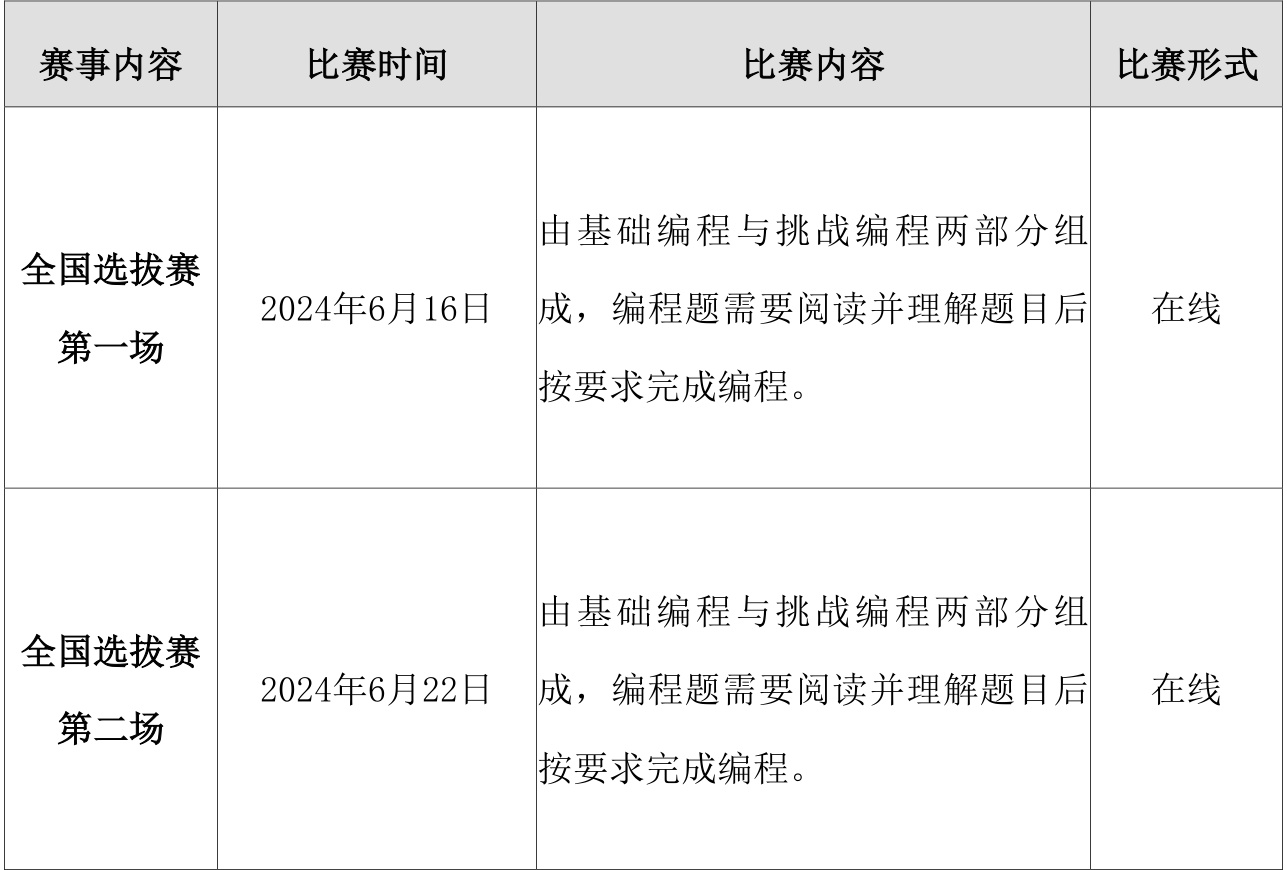 赛事内容
比赛时间
比赛内容
比赛形式
全国选拔赛
第一场
2024年6月16日
由基础编程与挑战编程两部分组
成，编程题需要阅读并理解题目后
按要求完成编程。
在线
全国选拔赛
第二场
2024年6月22日
由基础编程与挑战编程两部分组
成，编程题需要阅读并理解题目后
按要求完成编程。
在线